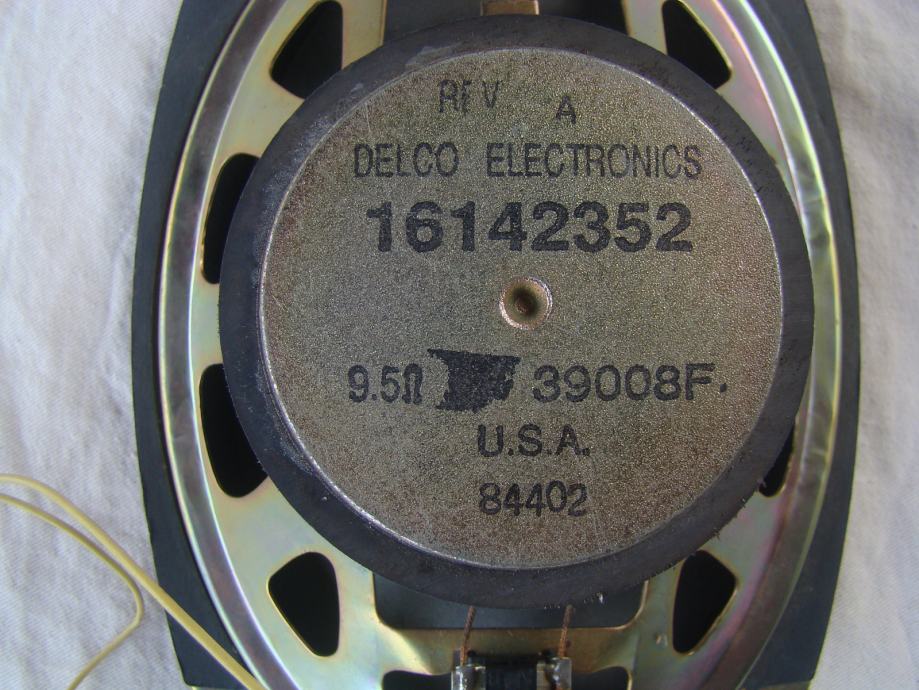 REV A
DELCO ELECTRONICS
16142352
9.5Ω 39008F.
U.S.A.
84402